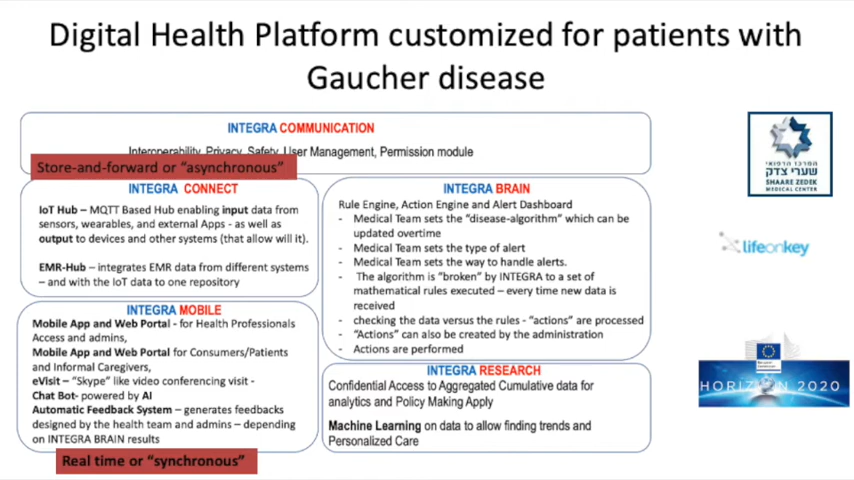 Digital Health Platform customized for patients with
Gaucher disease
INTEGRA COMMUNICATION
Interoperability, Privacy, Safety, User Management, Permission module
Store-and-forward or “asynchronous”
INTEGRA CONNECT
IoT Hub – MQTT Based Hub enabling input data from
sensors, wearables, and external Apps - as well as
output to devices and other systems (that allow will it).
EMR-Hub – integrates EMR data from different systems
– and with the IoT data to one repository
INTEGRA MOBILE
Mobile App and Web Portal - for Health Professionals
Access and admins,
Mobile App and Web Portal for Consumers/Patients
and Informal Caregivers,
eVisit – “Skype” like video conferencing visit -
Chat Bot- powered by AI
Automatic Feedback System – generates feedbacks
designed by the health team and admins – depending
on INTEGRA BRAIN results
Real time or “synchronous”
INTEGRA BRAIN
Rule Engine, Action Engine and Alert Dashboard
- Medical Team sets the “disease-algorithm” which can be
updated overtime
- Medical Team sets the type of alert
- Medical Team sets the way to handle alerts.
- The algorithm is “broken” by INTEGRA to a set of
mathematical rules executed – every time new data is
received
- checking the data versus the rules - “actions” are processed
- “Actions” can also be created by the administration
- Actions are performed
INTEGRA RESEARCH
Confidential Access to Aggregated Cumulative data for
analytics and Policy Making Apply
Machine Learning on data to allow finding trends and
Personalized Care
המרכז הרפואי
שערי צדק
SHAARE ZEDEK
MEDICAL CENTER
lifeonkey
HORIZON 2020